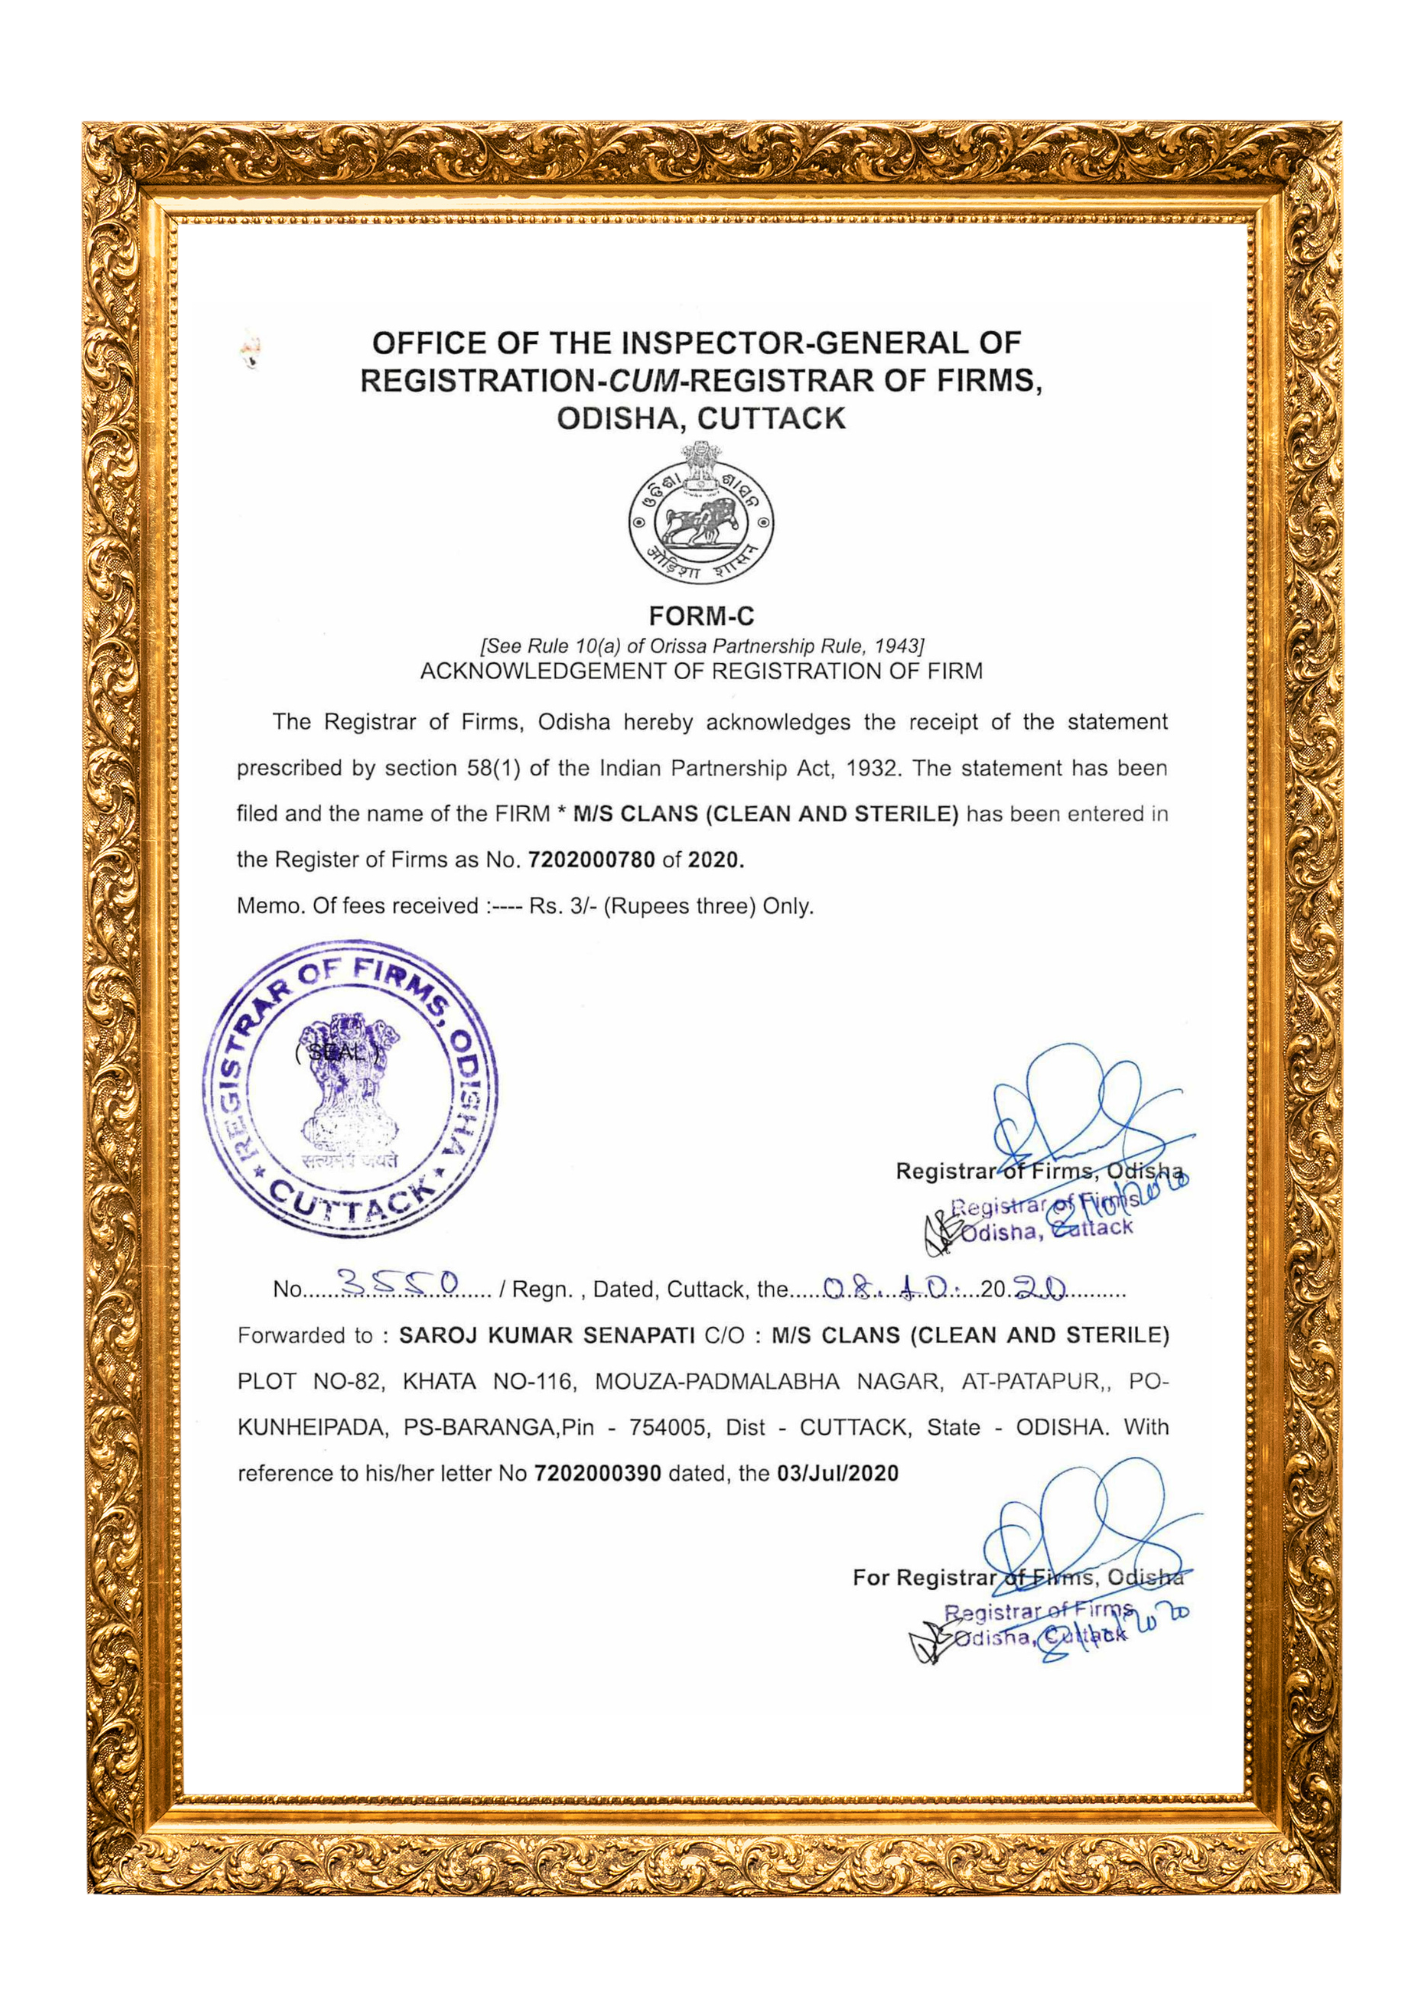 OFFICE OF THE INSPECTOR-GENERAL OF
REGISTRATION-CUM-REGISTRAR OF FIRMS,
ODISHA, CUTTACK
ଓଡ଼ିଶା ଶାସନ
ओड़िशा शासन
FORM-C
[See Rule 10(a) of Orissa Partnership Rule, 1943]
ACKNOWLEDGEMENT OF REGISTRATION OF FIRM
The Registrar of Firms, Odisha hereby acknowledges the receipt of the statement
prescribed by section 58(1) of the Indian Partnership Act, 1932. The statement has been
filed and the name of the FIRM * M/S CLANS (CLEAN AND STERILE) has been entered in
the Register of Firms as No. 7202000780 of 2020.
Memo. Of fees received :---- Rs. 3/- (Rupees three) Only.
REGISTRAR OF FIRMS, ODISHA
( SEAL )
सत्यमेव जयते
★ CUTTACK ★
Registrar of Firms, Odisha
8/10/2020
Registrar of Firms
Odisha, Cuttack
No......3550...... / Regn. , Dated, Cuttack, the.....08.10.....20.20..........
Forwarded to : SAROJ KUMAR SENAPATI C/O : M/S CLANS (CLEAN AND STERILE)
PLOT NO-82, KHATA NO-116, MOUZA-PADMALABHA NAGAR, AT-PATAPUR,, PO-
KUNHEIPADA, PS-BARANGA,Pin - 754005, Dist - CUTTACK, State - ODISHA. With
reference to his/her letter No 7202000390 dated, the 03/Jul/2020
For Registrar of Firms, Odisha
Registrar of Firms
Odisha, Cuttack
8/10/2020